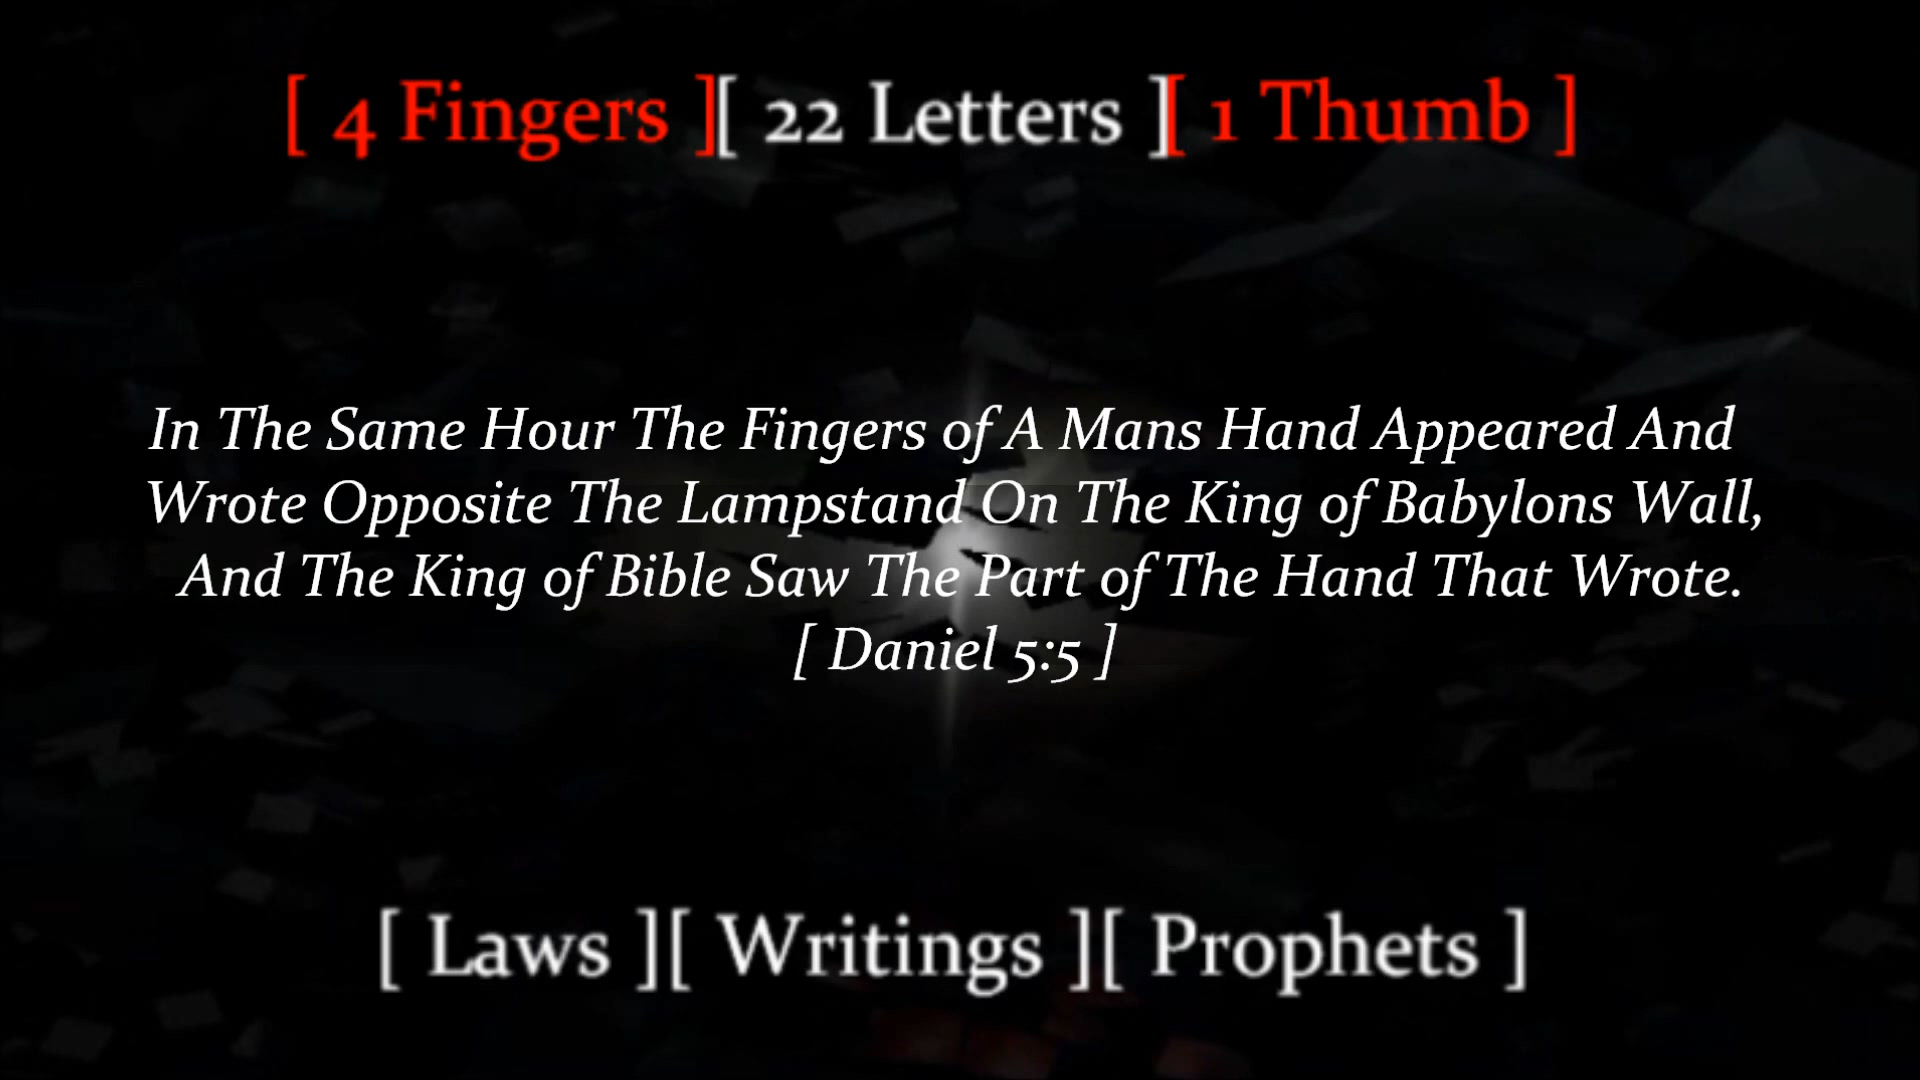 [ 4 Fingers ][ 22 Letters ][ 1 Thumb ]
In The Same Hour The Fingers of A Mans Hand Appeared And
Wrote Opposite The Lampstand On The King of Babylons Wall,
And The King of Bible Saw The Part of The Hand That Wrote.
[ Daniel 5:5 ]
[ Laws ][ Writings ][ Prophets ]